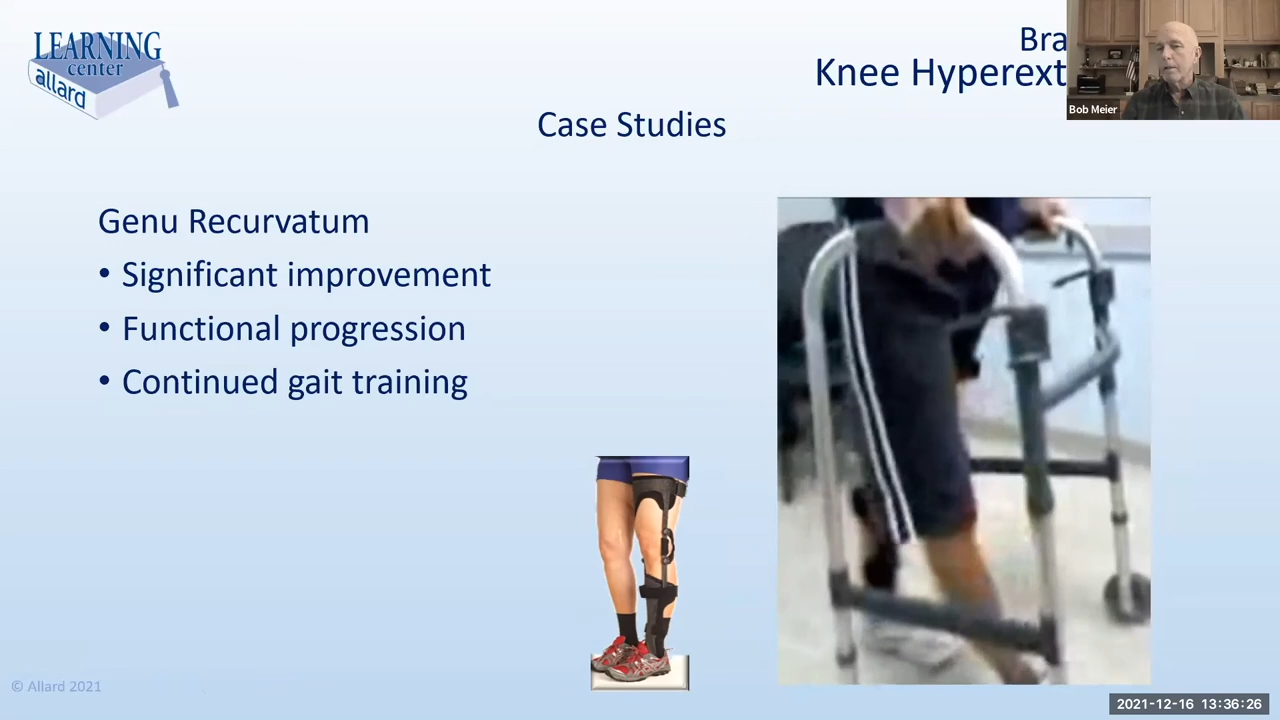 LEARNING
center
allard
Bra
Knee Hyperext
Bob Meier
Case Studies
Genu Recurvatum
• Significant improvement
• Functional progression
• Continued gait training
© Allard 2021
2021-12-16 13:36:26